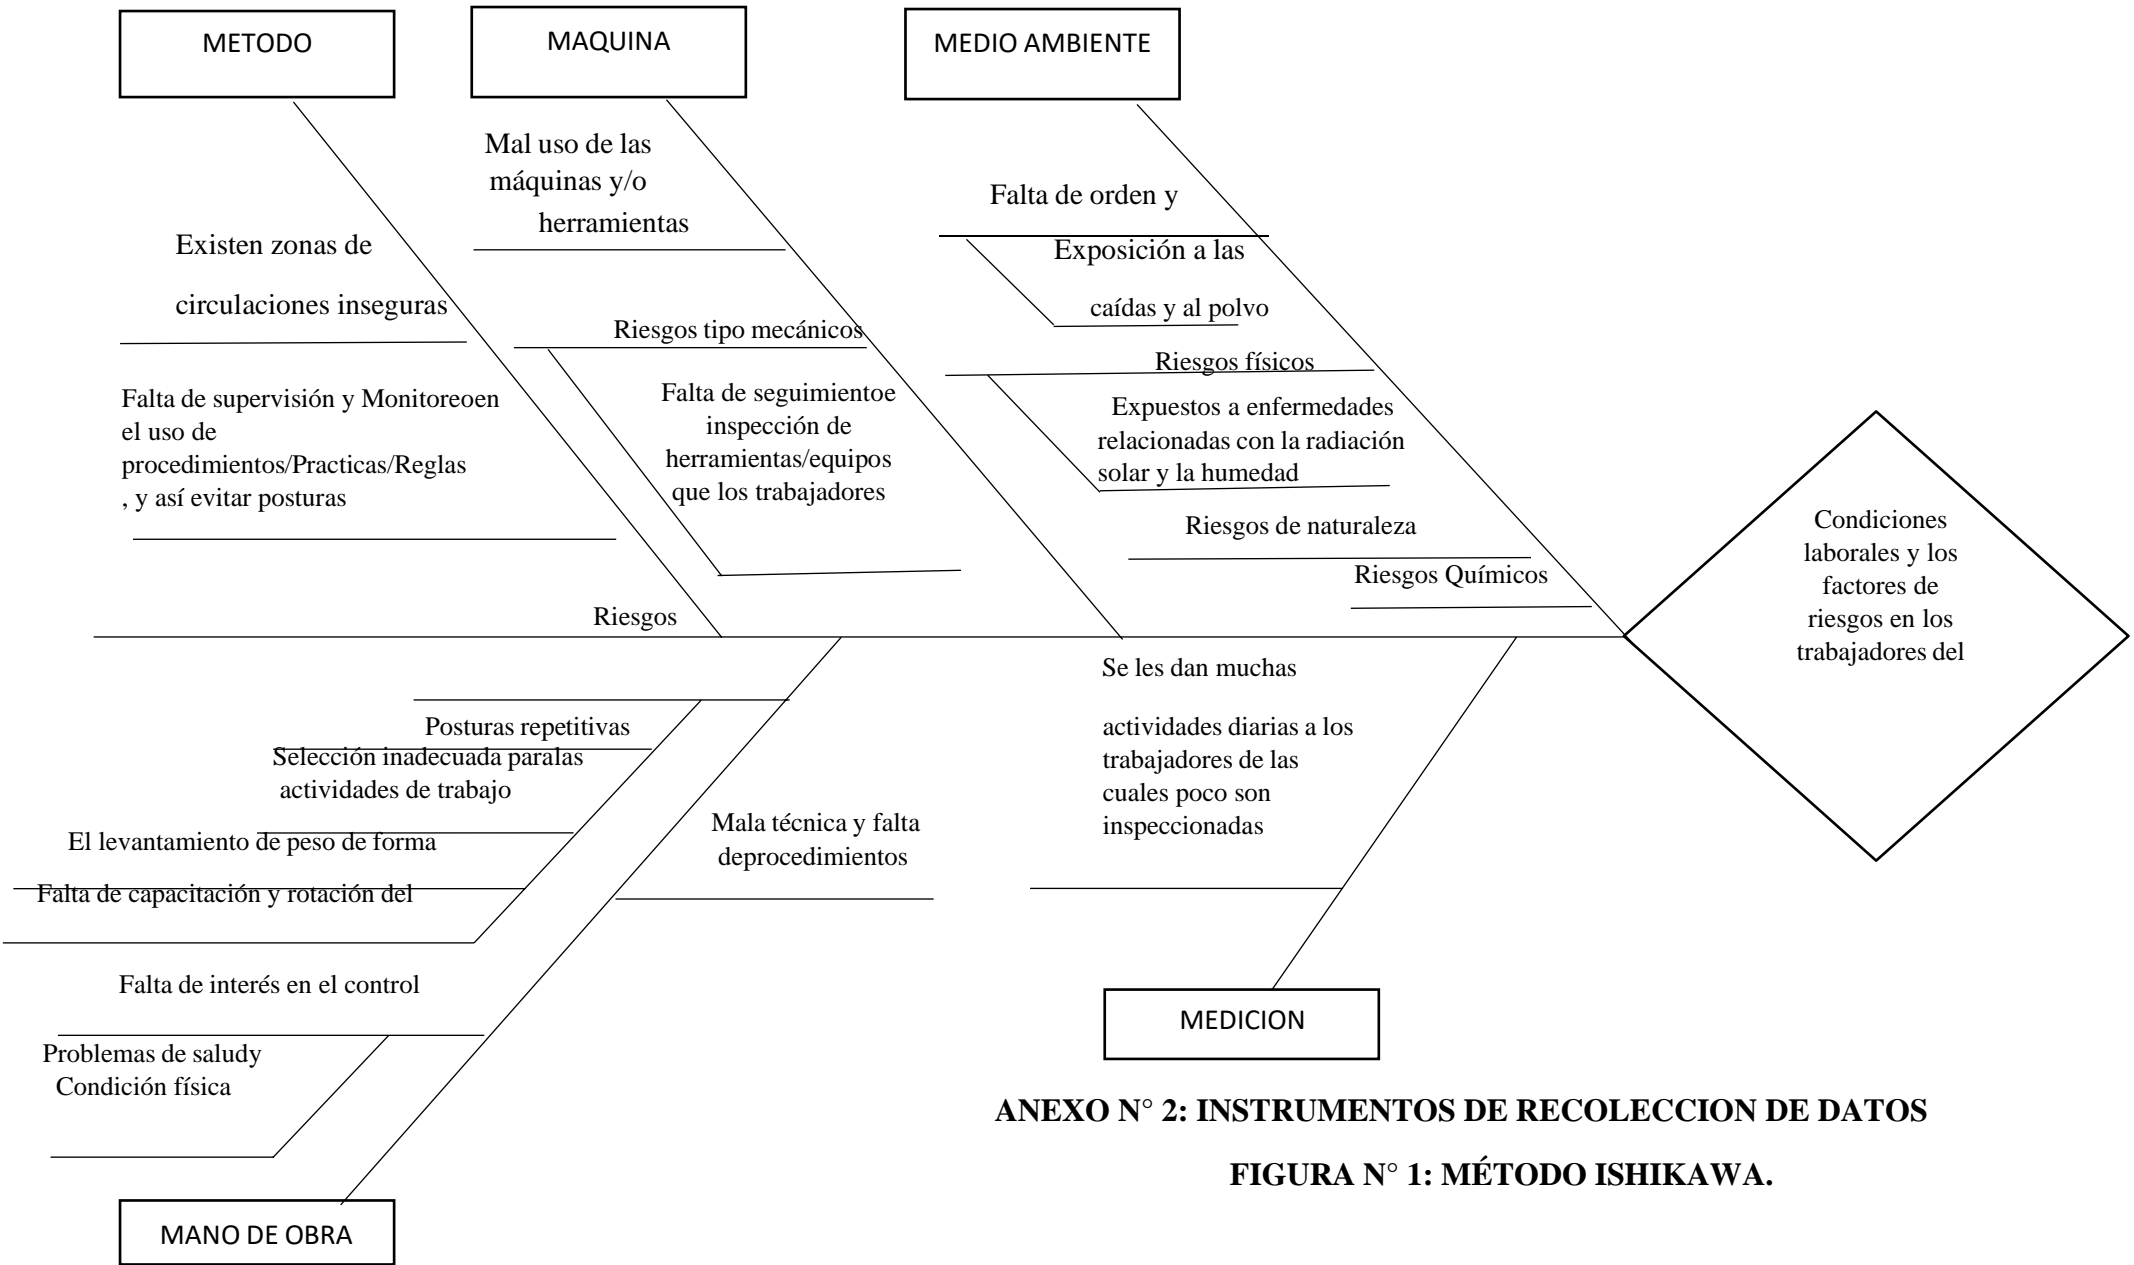 METODO
MAQUINA
MEDIO AMBIENTE
Existen zonas de
circulaciones inseguras
Falta de supervisión y Monitoreoen
el uso de
procedimientos/Practicas/Reglas
, y así evitar posturas
Mal uso de las
máquinas y/o
herramientas
Riesgos tipo mecánicos
Falta de seguimientoe
inspección de
herramientas/equipos
que los trabajadores
Falta de orden y
Exposición a las
caídas y al polvo
Riesgos físicos
Expuestos a enfermedades
relacionadas con la radiación
solar y la humedad
Riesgos de naturaleza
Riesgos Químicos
Condiciones
laborales y los
factores de
riesgos en los
trabajadores del
Riesgos
Posturas repetitivas
Selección inadecuada paralas
actividades de trabajo
El levantamiento de peso de forma
Falta de capacitación y rotación del
Falta de interés en el control
Problemas de saludy
Condición física
Mala técnica y falta
deprocedimientos
Se les dan muchas
actividades diarias a los
trabajadores de las
cuales poco son
inspeccionadas
MEDICION
MANO DE OBRA
ANEXO N° 2: INSTRUMENTOS DE RECOLECCION DE DATOS
FIGURA N° 1: MÉTODO ISHIKAWA.